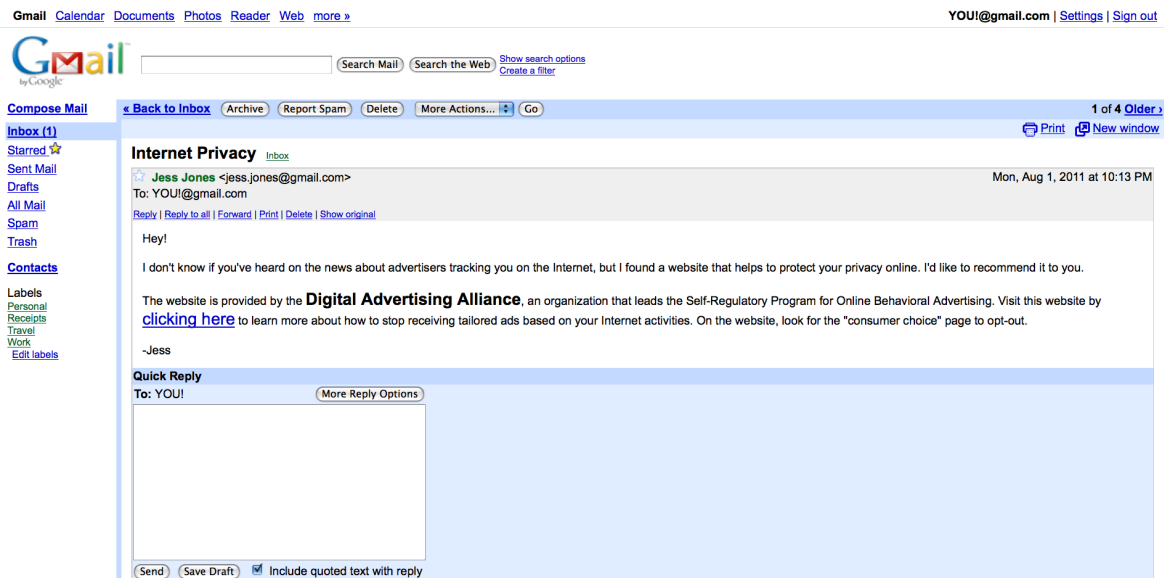 Gmail Calendar Documents Photos Reader Web more » YOU!@gmail.com | Settings | Sign out
Gmail by Google Search Mail Search the Web Show search options
Create a filter
Compose Mail « Back to Inbox Archive Report Spam Delete More Actions... Go 1 of 4 Older ›
Inbox (1) Print New window
Starred
Sent Mail
Drafts
All Mail
Spam
Trash
Contacts
Labels
Personal
Receipts
Travel
Work
Edit labels
Internet Privacy Inbox
Jess Jones <jess.jones@gmail.com> Mon, Aug 1, 2011 at 10:13 PM
To: YOU!@gmail.com
Reply | Reply to all | Forward | Print | Delete | Show original
Hey!
I don't know if you've heard on the news about advertisers tracking you on the Internet, but I found a website that helps to protect your privacy online. I'd like to recommend it to you.
The website is provided by the Digital Advertising Alliance, an organization that leads the Self-Regulatory Program for Online Behavioral Advertising. Visit this website by
clicking here to learn more about how to stop receiving tailored ads based on your Internet activities. On the website, look for the "consumer choice" page to opt-out.
-Jess
Quick Reply
To: YOU! More Reply Options
Send Save Draft Include quoted text with reply